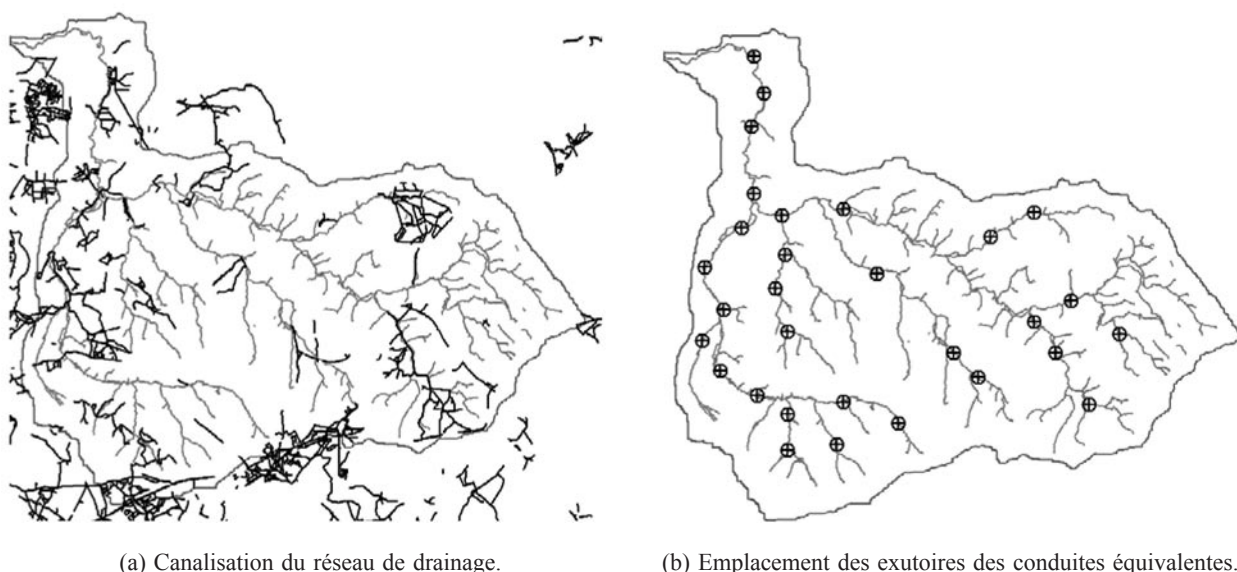 (a) Canalisation du réseau de drainage.
(b) Emplacement des exutoires des conduites équivalentes.